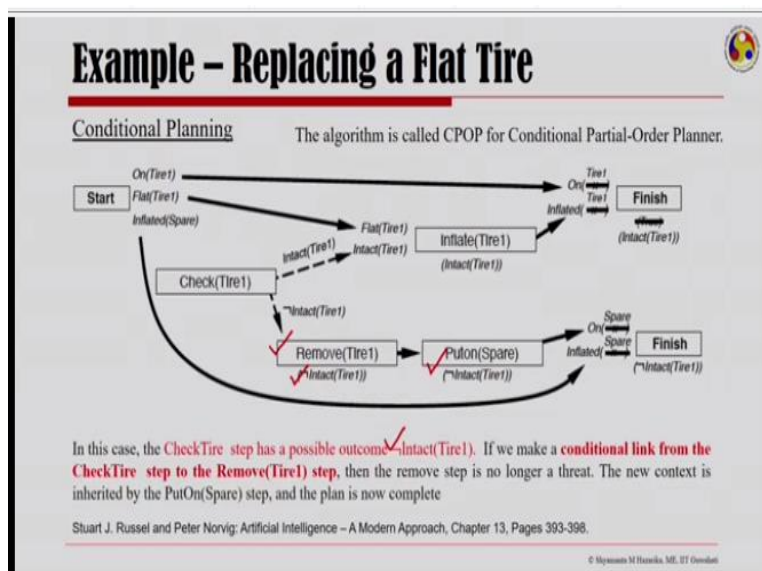 Example – Replacing a Flat Tire
Conditional Planning
The algorithm is called CPOP for Conditional Partial-Order Planner.
Start
On(Tire1)
Flat(Tire1)
Inflated(Spare)
Check(Tire1)
Intact(Tire1)
¬Intact(Tire1)
Flat(Tire1)
Intact(Tire1)
Inflate(Tire1)
(Intact(Tire1))
Tire1
On(
Tire1
Inflated(
Finish
(True)
(Intact(Tire1))
Remove(Tire1)
(¬Intact(Tire1))
PutOn(Spare)
(¬Intact(Tire1))
Spare
On(
Spare
Inflated(
Finish
(¬Intact(Tire1))
In this case, the CheckTire step has a possible outcome ¬Intact(Tire1). If we make a conditional link from the
CheckTire step to the Remove(Tire1) step, then the remove step is no longer a threat. The new context is
inherited by the PutOn(Spare) step, and the plan is now complete
Stuart J. Russel and Peter Norvig: Artificial Intelligence – A Modern Approach, Chapter 13, Pages 393-398.
© Shyamanta M Hazarika, ME, IIT Guwahati